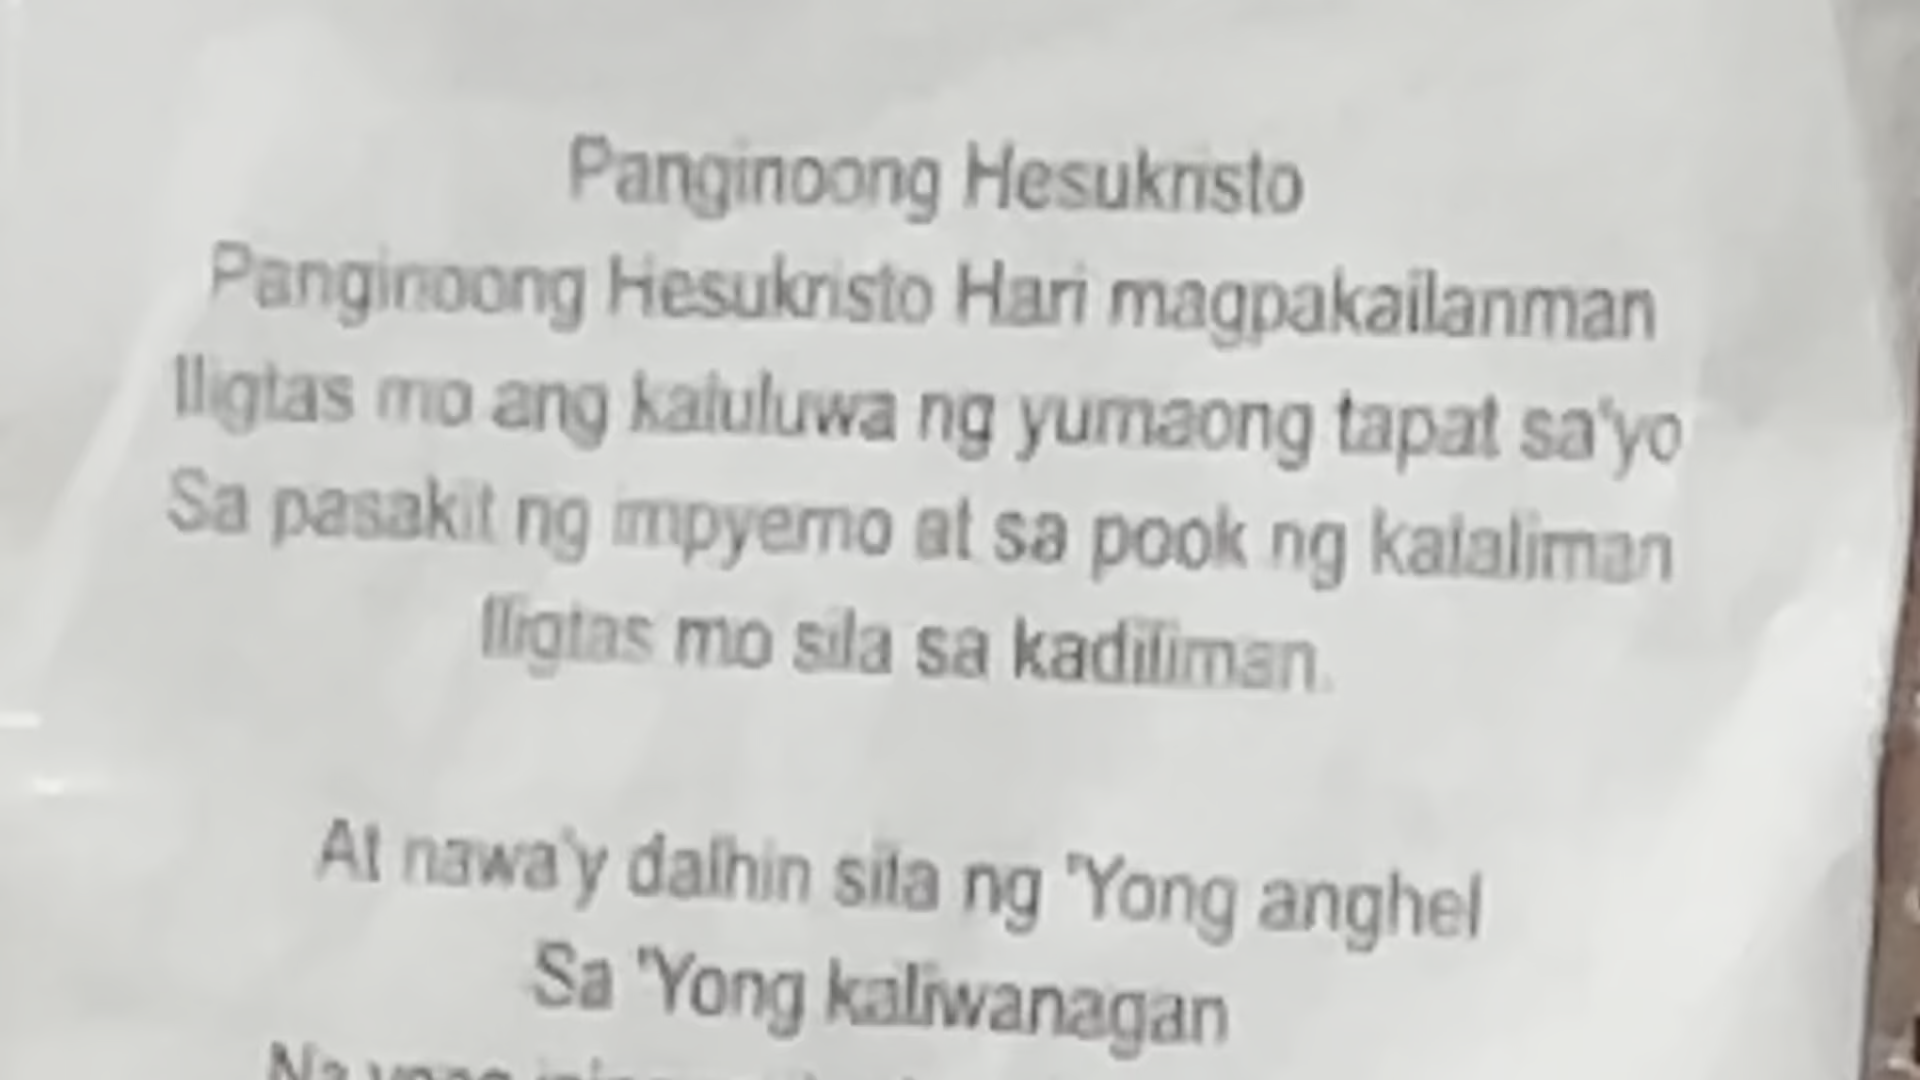 Panginoong Hesukristo
Panginoong Hesukristo Hari magpakailanman
Iligtas mo ang kaluluwa ng yumaong tapat sa'yo
Sa pasakit ng impyerno at sa pook ng kalaliman
Iligtas mo sila sa kadiliman.
At nawa'y dalhin sila ng 'Yong anghel
Sa 'Yong kaliwanagan
Na